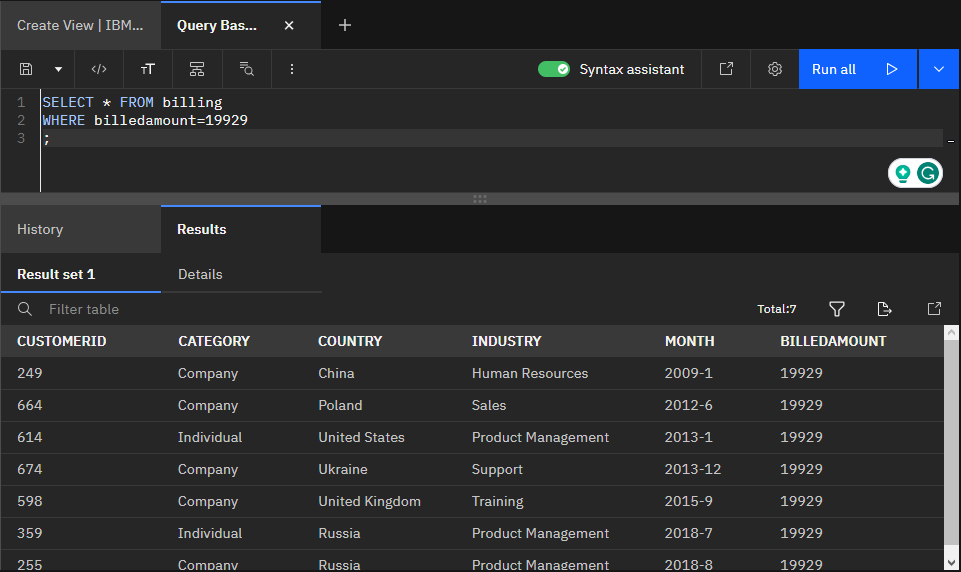 Create View | IBM...
Query Bas...
Syntax assistant
Run all
1 SELECT * FROM billing
2 WHERE billedamount=19929
3 ;
History
Results
Result set 1
Details
Filter table
Total:7
CUSTOMERID CATEGORY COUNTRY INDUSTRY MONTH BILLEDAMOUNT
249 Company China Human Resources 2009-1 19929
664 Company Poland Sales 2012-6 19929
614 Individual United States Product Management 2013-1 19929
674 Company Ukraine Support 2013-12 19929
598 Company United Kingdom Training 2015-9 19929
359 Individual Russia Product Management 2018-7 19929
255 Company Russia Product Management 2018-8 19929